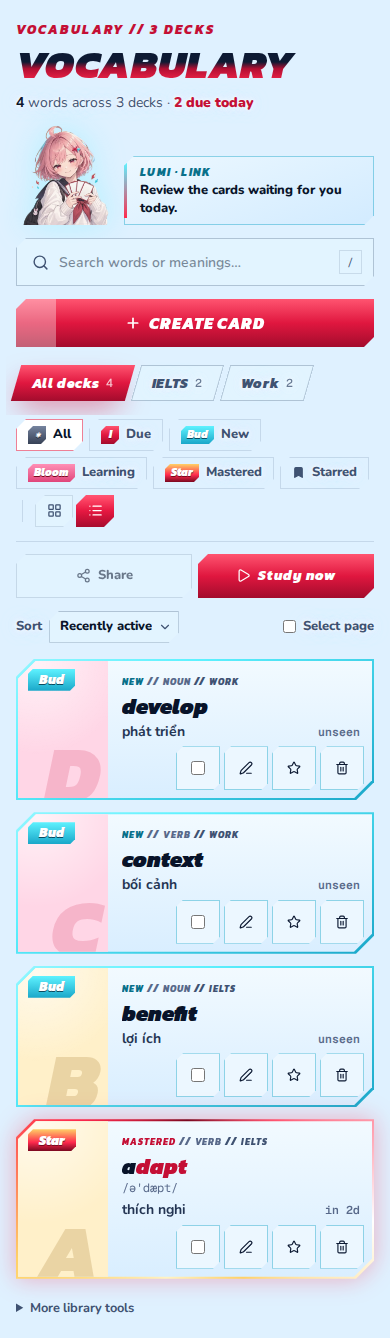 VOCABULARY // 3 DECKS
VOCABULARY
4 words across 3 decks · 2 due today
LUMI · LINK
Review the cards waiting for you
today.
Search words or meanings... /
+ CREATE CARD
All decks 4 IELTS 2 Work 2
All ! Due Bud New
Bloom Learning Star Mastered Starred
Share Study now
Sort Recently active Select page
Bud
NEW // NOUN // WORK
develop
phát triển unseen
D
Bud
NEW // VERB // WORK
context
bối cảnh unseen
C
Bud
NEW // NOUN // IELTS
benefit
lợi ích unseen
B
Star
MASTERED // VERB // IELTS
adapt
/əˈdæpt/
thích nghi in 2d
A
More library tools